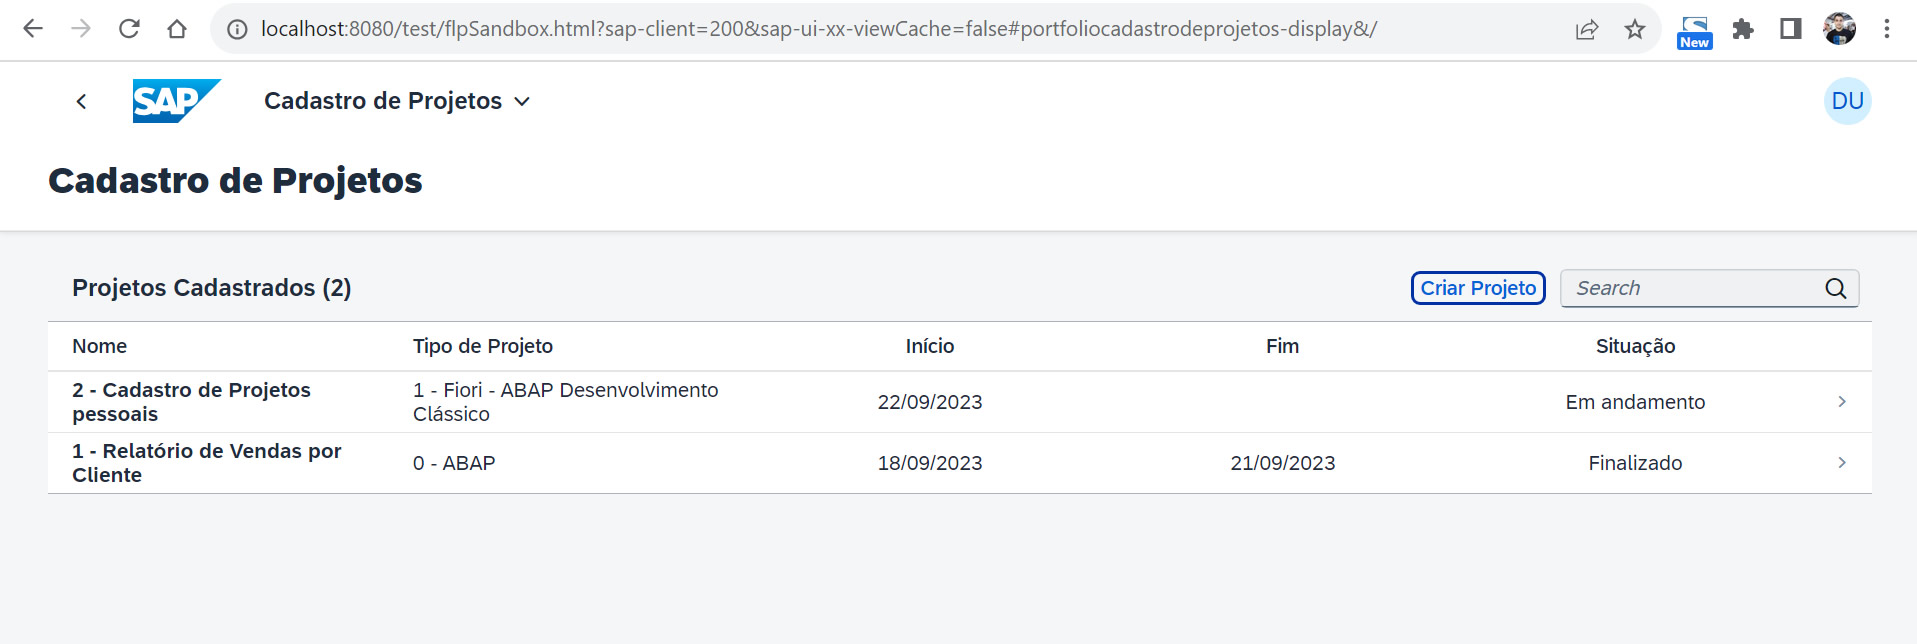 localhost:8080/test/flpSandbox.html?sap-client=200&sap-ui-xx-viewCache=false#portfoliocadastrodeprojetos-display&/
New
SAP
Cadastro de Projetos
DU
Cadastro de Projetos
Projetos Cadastrados (2)
Criar Projeto
Search
Nome
Tipo de Projeto
Início
Fim
Situação
2 - Cadastro de Projetos
pessoais
1 - Fiori - ABAP Desenvolvimento
Clássico
22/09/2023
Em andamento
1 - Relatório de Vendas por
Cliente
0 - ABAP
18/09/2023
21/09/2023
Finalizado